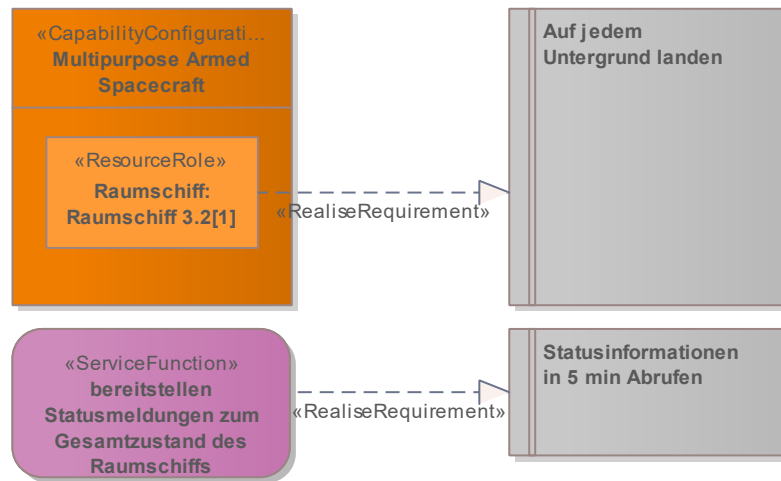 «CapabilityConfigurati...
Multipurpose Armed
Spacecraft
«ResourceRole»
Raumschiff:
Raumschiff 3.2[1]
«RealiseRequirement»
Auf jedem
Untergrund landen
«ServiceFunction»
bereitstellen
Statusmeldungen zum
Gesamtzustand des
Raumschiffs
«RealiseRequirement»
Statusinformationen
in 5 min Abrufen